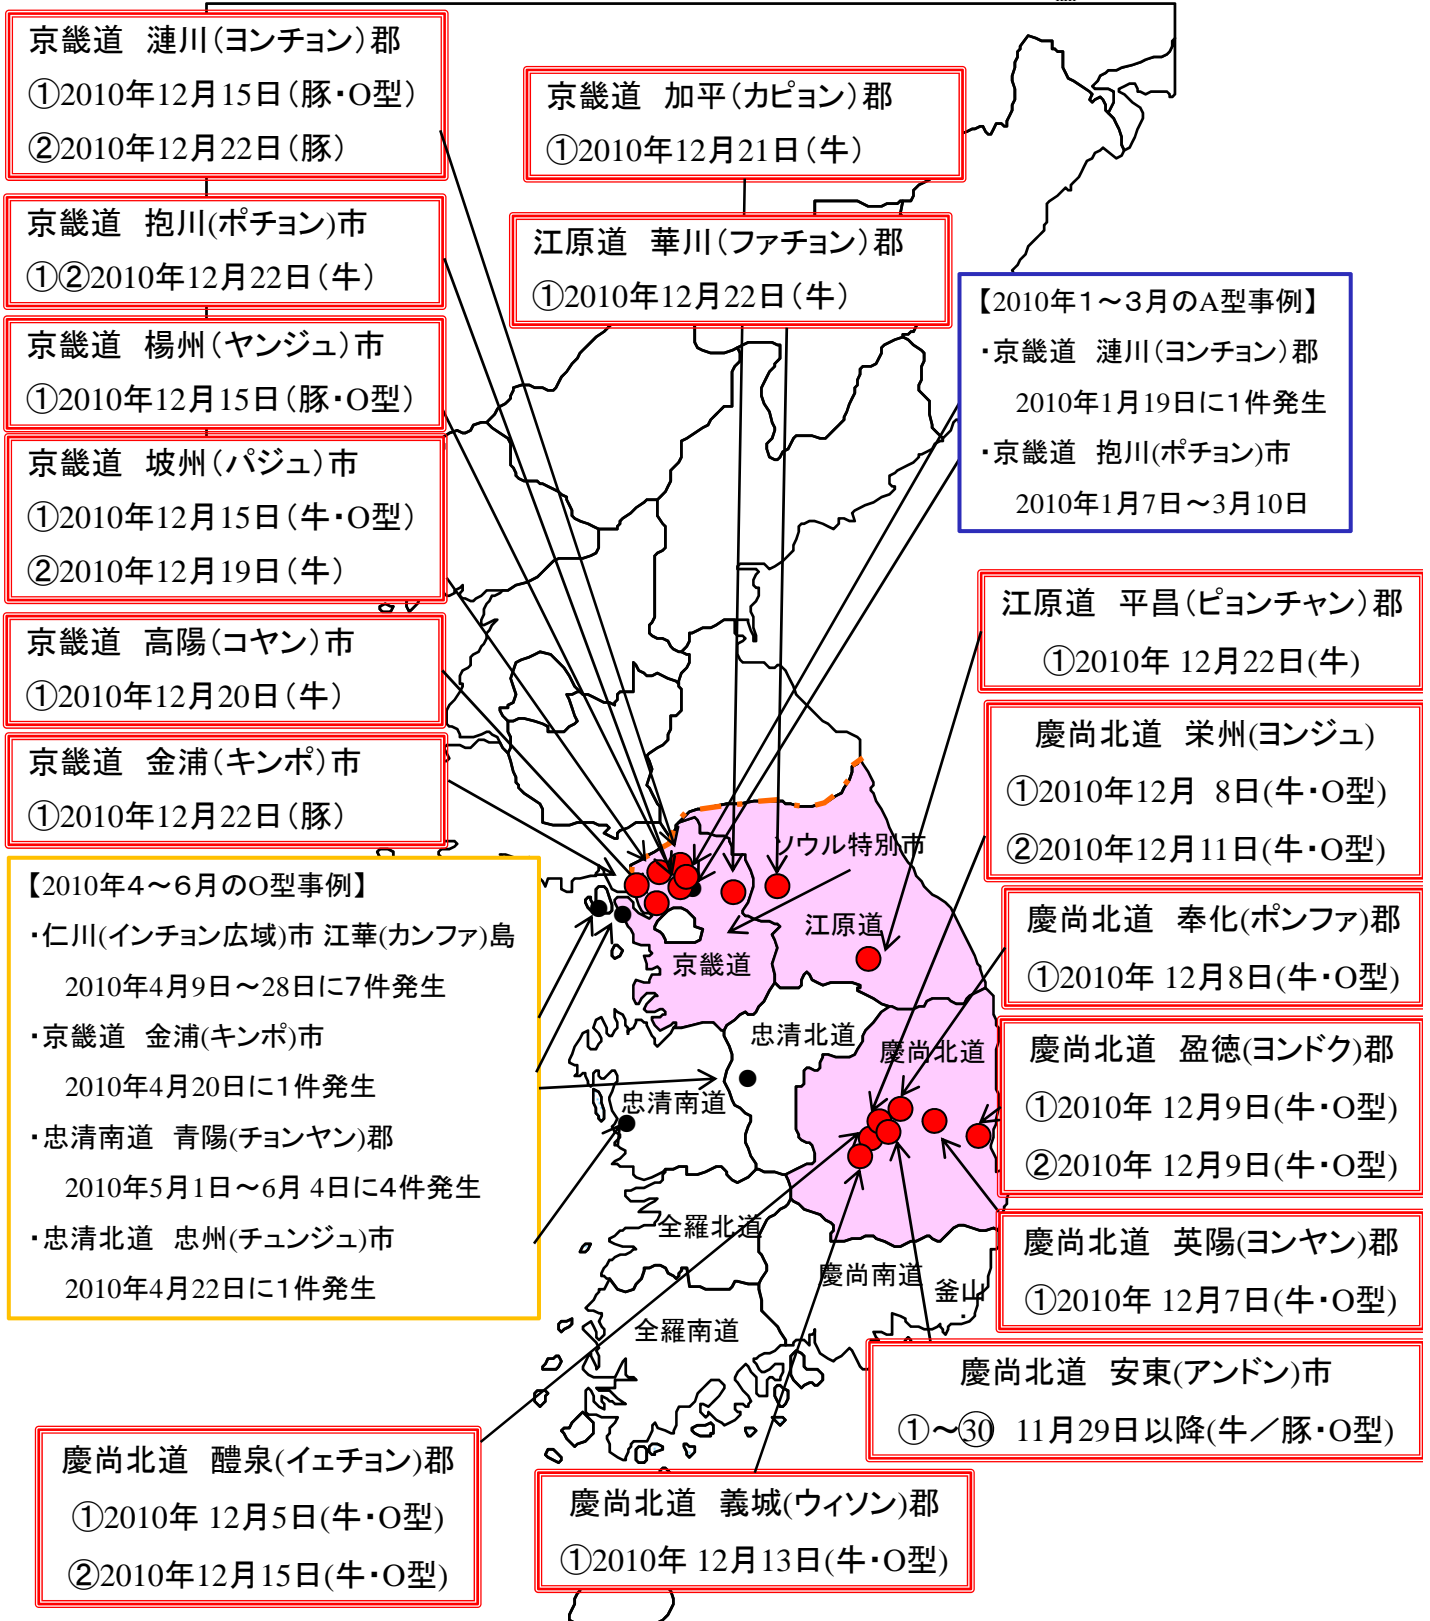 京畿道　漣川（ヨンチョン）郡
①2010年12月15日（豚・O型）
②2010年12月22日（豚）
京畿道　加平（カピョン）郡
①2010年12月21日（牛）
京畿道　抱川(ポチョン)市
①②2010年12月22日（牛）
江原道　華川（ファチョン）郡
①2010年12月22日（牛）
【2010年１～３月のA型事例】
・京畿道　漣川（ヨンチョン）郡
2010年1月19日に１件発生
・京畿道　抱川(ポチョン)市
2010年1月7日～3月10日
京畿道　楊州（ヤンジュ）市
①2010年12月15日（豚・O型）
京畿道　坡州（パジュ）市
①2010年12月15日（牛・O型）
②2010年12月19日（牛）
京畿道　高陽（コヤン）市
①2010年12月20日（牛）
京畿道　金浦（キンポ）市
①2010年12月22日（豚）
江原道　平昌（ピョンチャン）郡
①2010年 12月22日(牛)
慶尚北道　栄州(ヨンジュ)
①2010年12月　8日(牛・O型)
②2010年12月11日(牛・O型)
慶尚北道　奉化(ポンファ)郡
①2010年 12月8日(牛・O型)
慶尚北道　盈徳(ヨンドク)郡
①2010年 12月9日(牛・O型)
②2010年 12月9日(牛・O型)
慶尚北道　英陽(ヨンヤン)郡
①2010年 12月7日(牛・O型)
慶尚北道　安東(アンドン)市
①～㉚　11月29日以降(牛／豚・O型)
【2010年４～６月のO型事例】
・仁川(インチョン広域)市 江華(カンファ)島
2010年4月9日～28日に７件発生
・京畿道　金浦(キンポ)市
2010年4月20日に１件発生
・忠清南道　青陽(チョンヤン)郡
2010年5月1日～6月 4日に４件発生
・忠清北道　忠州(チュンジュ)市
2010年4月22日に１件発生
ソウル特別市
江原道
京畿道
忠清北道
慶尚北道
忠清南道
全羅北道
慶尚南道
釜山
全羅南道
慶尚北道　醴泉(イェチョン)郡
①2010年 12月5日(牛・O型)
②2010年12月15日(牛・O型)
慶尚北道　義城(ウィソン)郡
①2010年 12月13日(牛・O型)